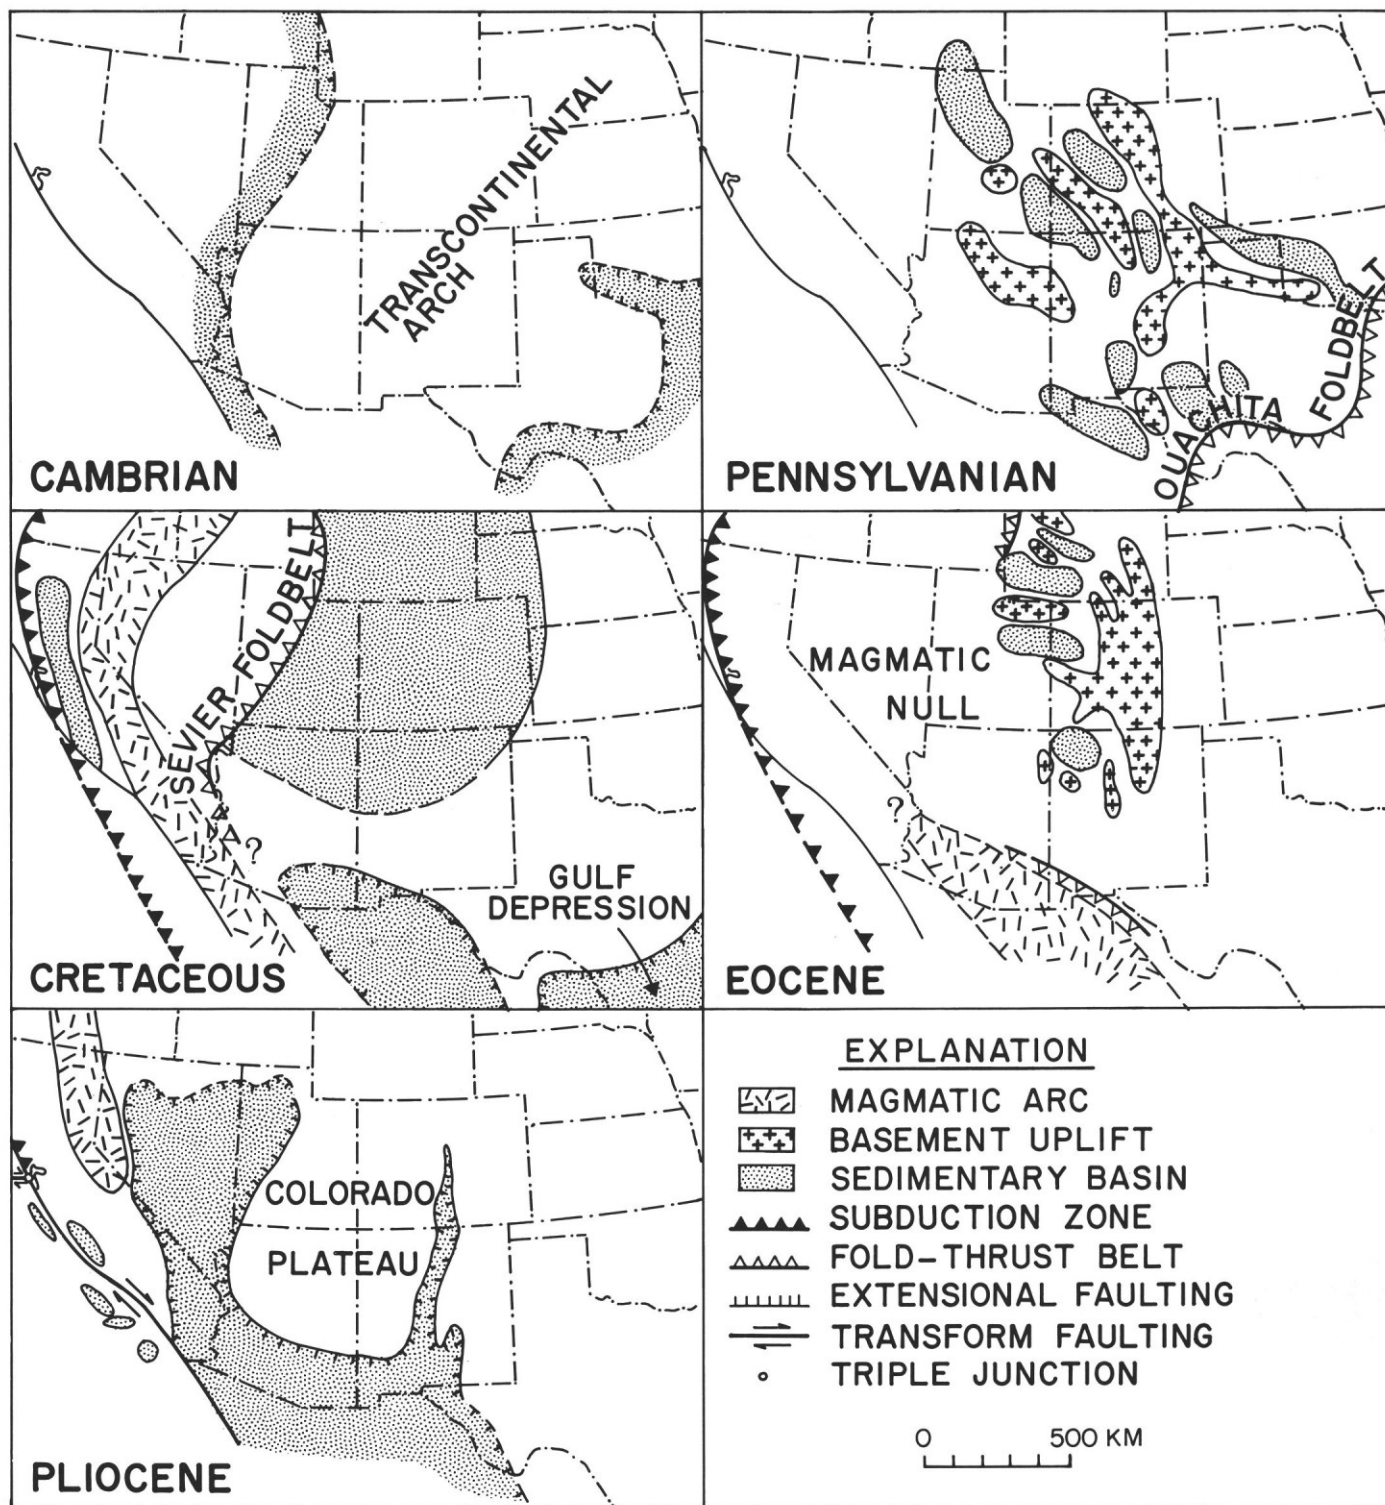 TRANSCONTINENTAL
ARCH
CAMBRIAN
OUACHITA FOLDBELT
PENNSYLVANIAN
SEVIER FOLDBELT
?
GULF
DEPRESSION
CRETACEOUS
MAGMATIC
NULL
?
EOCENE
COLORADO
PLATEAU
PLIOCENE
EXPLANATION
MAGMATIC ARC
BASEMENT UPLIFT
SEDIMENTARY BASIN
SUBDUCTION ZONE
FOLD-THRUST BELT
EXTENSIONAL FAULTING
TRANSFORM FAULTING
TRIPLE JUNCTION
0 500 KM